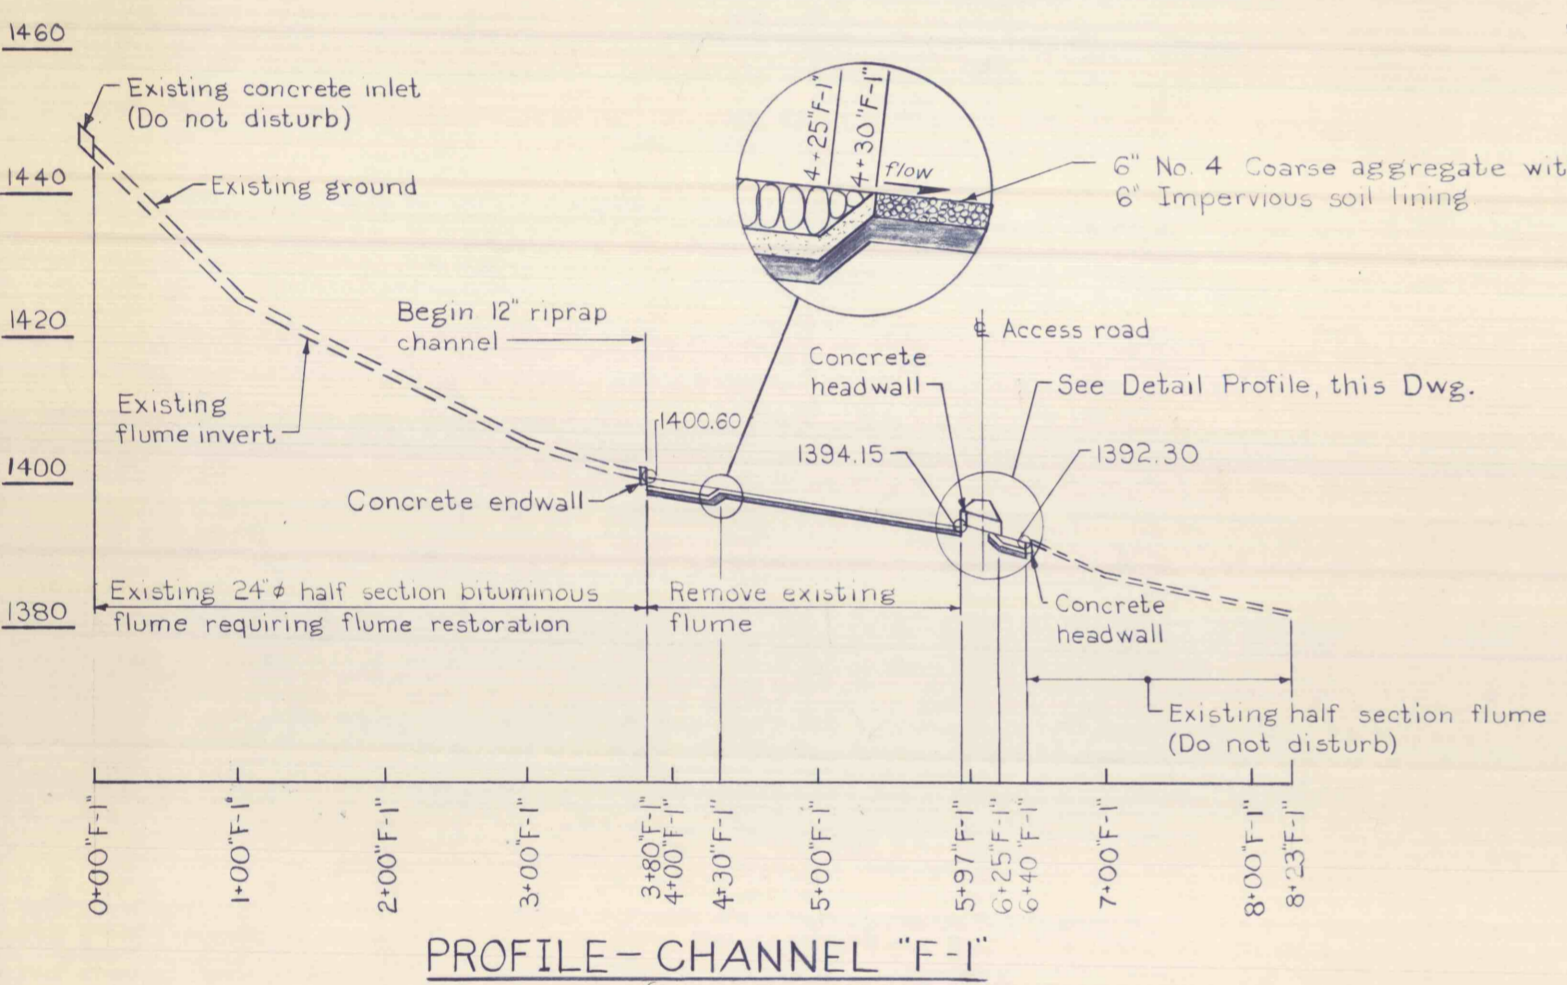 1460
1440
1420
1400
1380
Existing concrete inlet
(Do not disturb)
Existing ground
Existing
flume invert
Begin 12" riprap
channel
4+25"F-1"
4+30"F-1"
flow
6" No. 4 Coarse aggregate wit
6" Impervious soil lining
℄ Access road
Concrete
headwall
See Detail Profile, this Dwg.
1400.60
1394.15
1392.30
Concrete endwall
Existing 24"⌀ half section bituminous
flume requiring flume restoration
Remove existing
flume
Concrete
headwall
Existing half section flume
(Do not disturb)
0+00"F-1"
1+00"F-1"
2+00"F-1"
3+00"F-1"
3+80"F-1"
4+00"F-1"
4+30"F-1"
5+00"F-1"
5+97"F-1"
6+25"F-1"
6+40"F-1"
7+00"F-1"
8+00"F-1"
8+23"F-1"
PROFILE - CHANNEL "F-1"